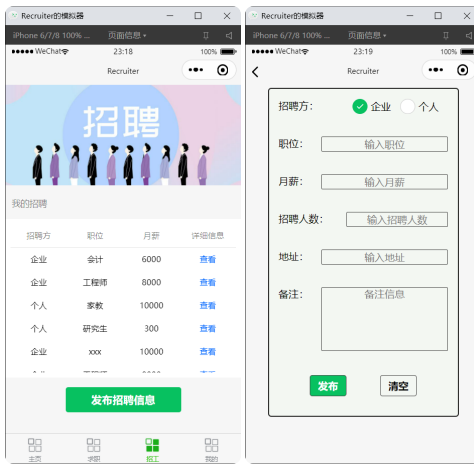 Recruiter的模拟器
iPhone 6/7/8 100% ... 页面信息
WeChat 23:18 100%
Recruiter
招聘
我的招聘
招聘方 职位 月薪 详细信息
企业 会计 6000 查看
企业 工程师 8000 查看
个人 家教 10000 查看
个人 研究生 300 查看
企业 xxx 10000 查看
发布招聘信息
主页 求职 招工 我的
Recruiter的模拟器
iPhone 6/7/8 100% ... 页面信息
WeChat 23:19 100%
Recruiter
招聘方: 企业 个人
职位: 输入职位
月薪: 输入月薪
招聘人数: 输入招聘人数
地址: 输入地址
备注: 备注信息
发布 清空